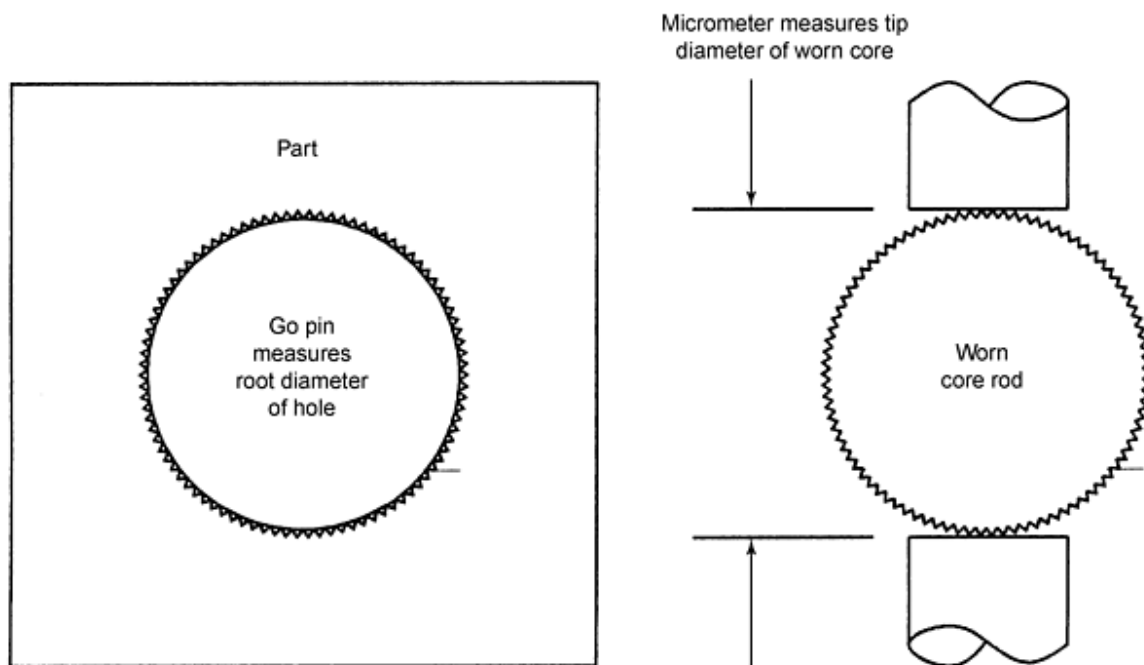 Micrometer measures tip
diameter of worn core
Part
Go pin
measures
root diameter
of hole
Worn
core rod